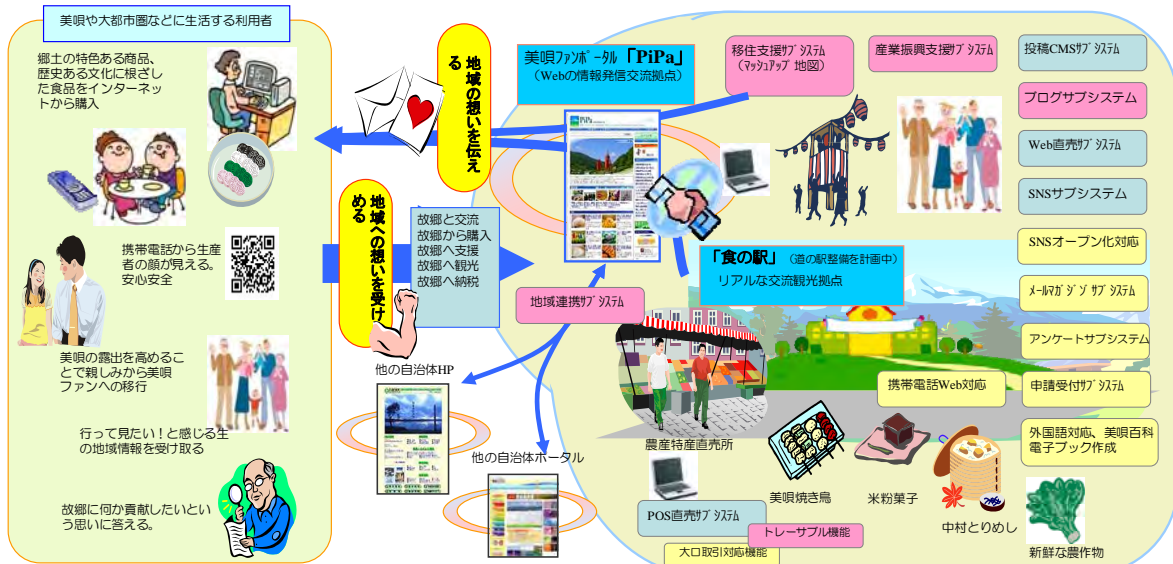 美唄や大都市圏などに生活する利用者
郷土の特色ある商品、
歴史ある文化に根ざし
た食品をインターネッ
トから購入
携帯電話から生産
者の顔が見える。
安心安全
美唄の露出を高めるこ
とで親しみから美唄
ファンへの移行
行って見たい！と感じる生
の地域情報を受け取る
故郷に何か貢献したいとい
う思いに答える。
地域の想いを伝え
る
地域への想いを受け
める
故郷と交流
故郷から購入
故郷へ支援
故郷へ観光
故郷へ納税
美唄ファンポータル「PiPa」
（Webの情報発信交流拠点）
PiPa
地域連携サブシステム
他の自治体HP
他の自治体ポータル
移住支援サブシステム
（マッシュアップ 地図）
産業振興支援サブシステム
「食の駅」（道の駅整備を計画中）
リアルな交流観光拠点
農産特産直売所
携帯電話Web対応
美唄焼き鳥
米粉菓子
中村とりめし
新鮮な農作物
POS直売サブシステム
トレーサブル機能
大口取引対応機能
投稿CMSサブシステム
ブログサブシステム
Web直売サブシステム
SNSサブシステム
SNSオープン化対応
メールマガジン サブシステム
アンケートサブシステム
申請受付サブシステム
外国語対応、美唄百科
電子ブック作成